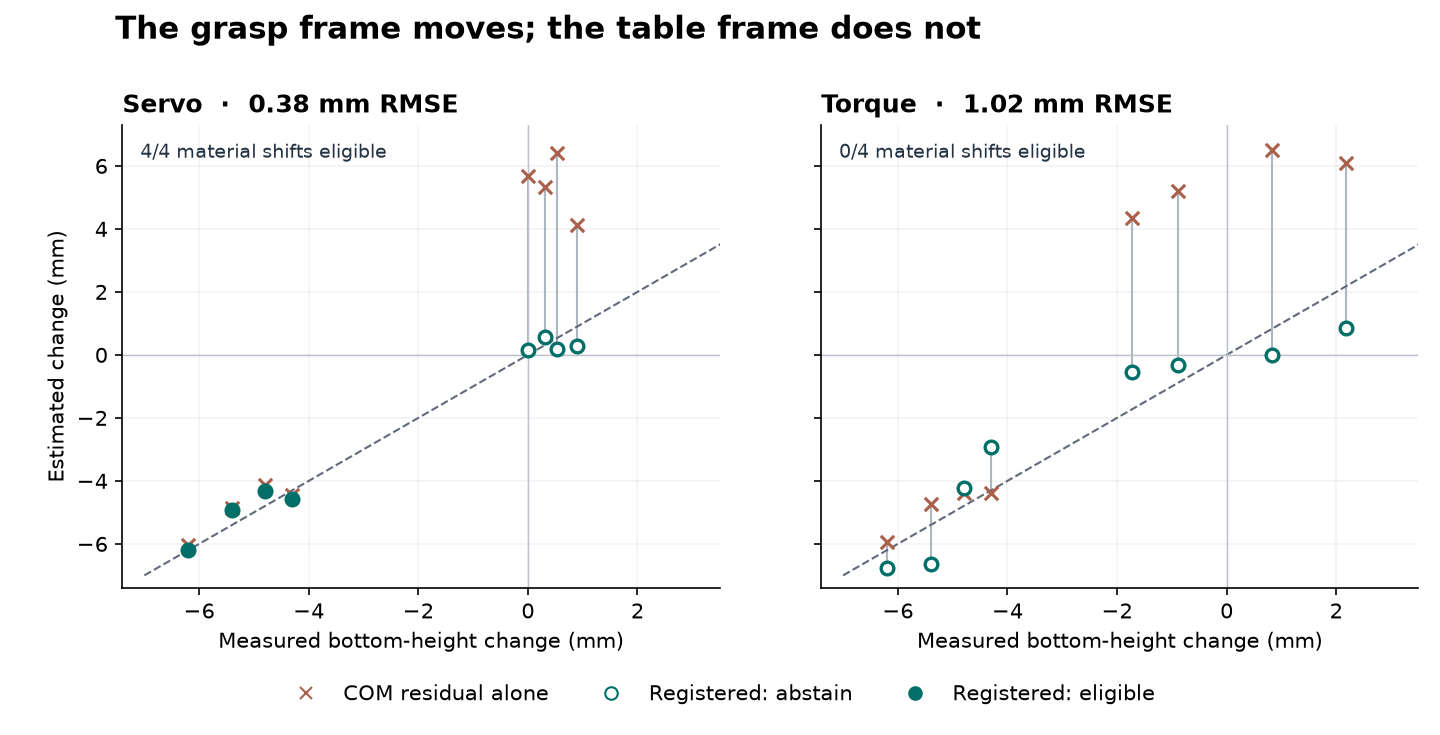 The grasp frame moves; the table frame does not
Servo · 0.38 mm RMSE
4/4 material shifts eligible
Estimated change (mm)
6
4
2
0
−2
−4
−6
−6 −4 −2 0 2
Measured bottom-height change (mm)
Torque · 1.02 mm RMSE
0/4 material shifts eligible
−6 −4 −2 0 2
Measured bottom-height change (mm)
COM residual alone Registered: abstain Registered: eligible